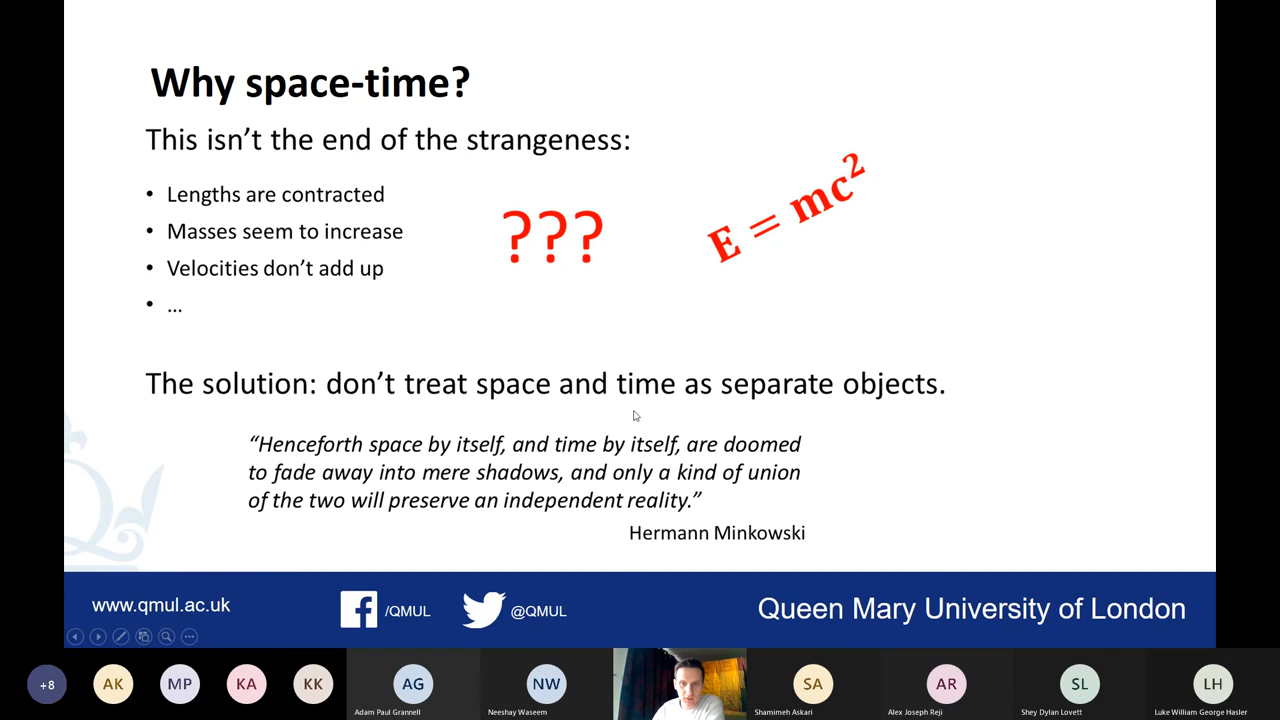 Why space-time?
This isn't the end of the strangeness:
• Lengths are contracted
• Masses seem to increase
• Velocities don't add up
• ...
???
E = mc²
The solution: don't treat space and time as separate objects.
“Henceforth space by itself, and time by itself, are doomed
to fade away into mere shadows, and only a kind of union
of the two will preserve an independent reality.”
Hermann Minkowski
www.qmul.ac.uk
/QMUL
@QMUL
Queen Mary University of London
+8
AK
MP
KA
KK
AG
NW
SA
AR
SL
LH
Adam Paul Grannell
Neeshay Waseem
Shamimeh Askari
Alex Joseph Reji
Shey Dylan Lovett
Luke William George Hasler